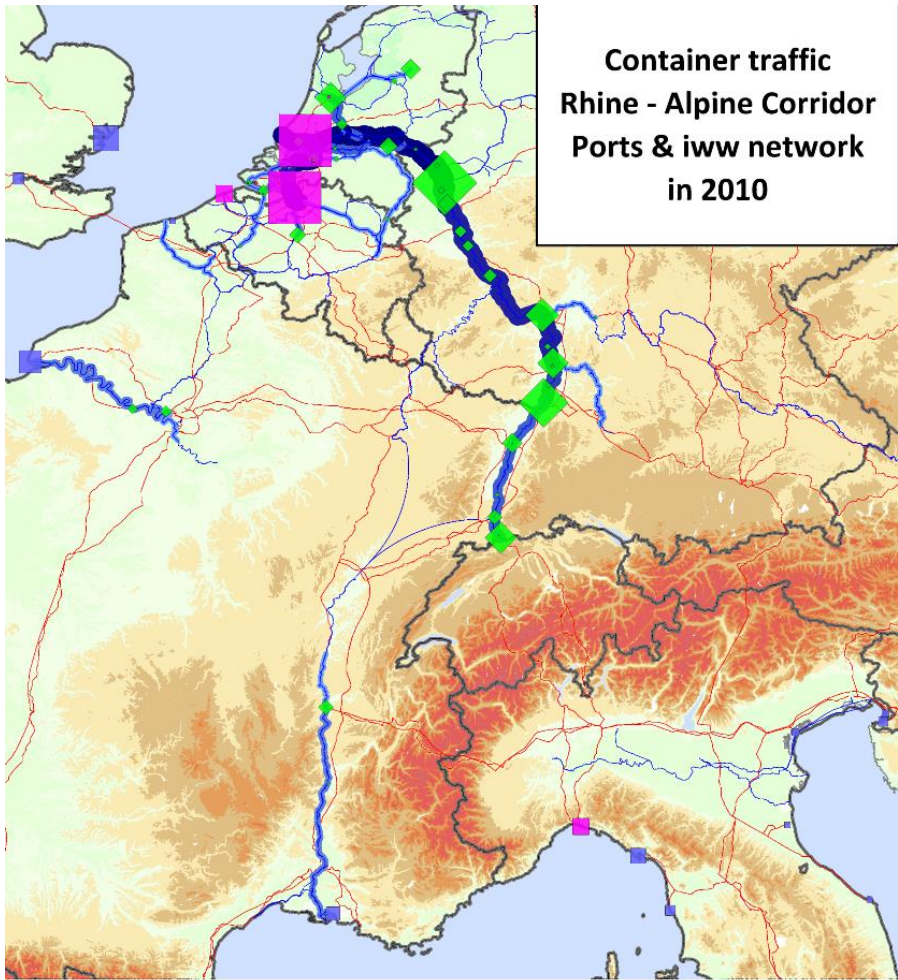 Container traffic
Rhine - Alpine Corridor
Ports & iww network
in 2010